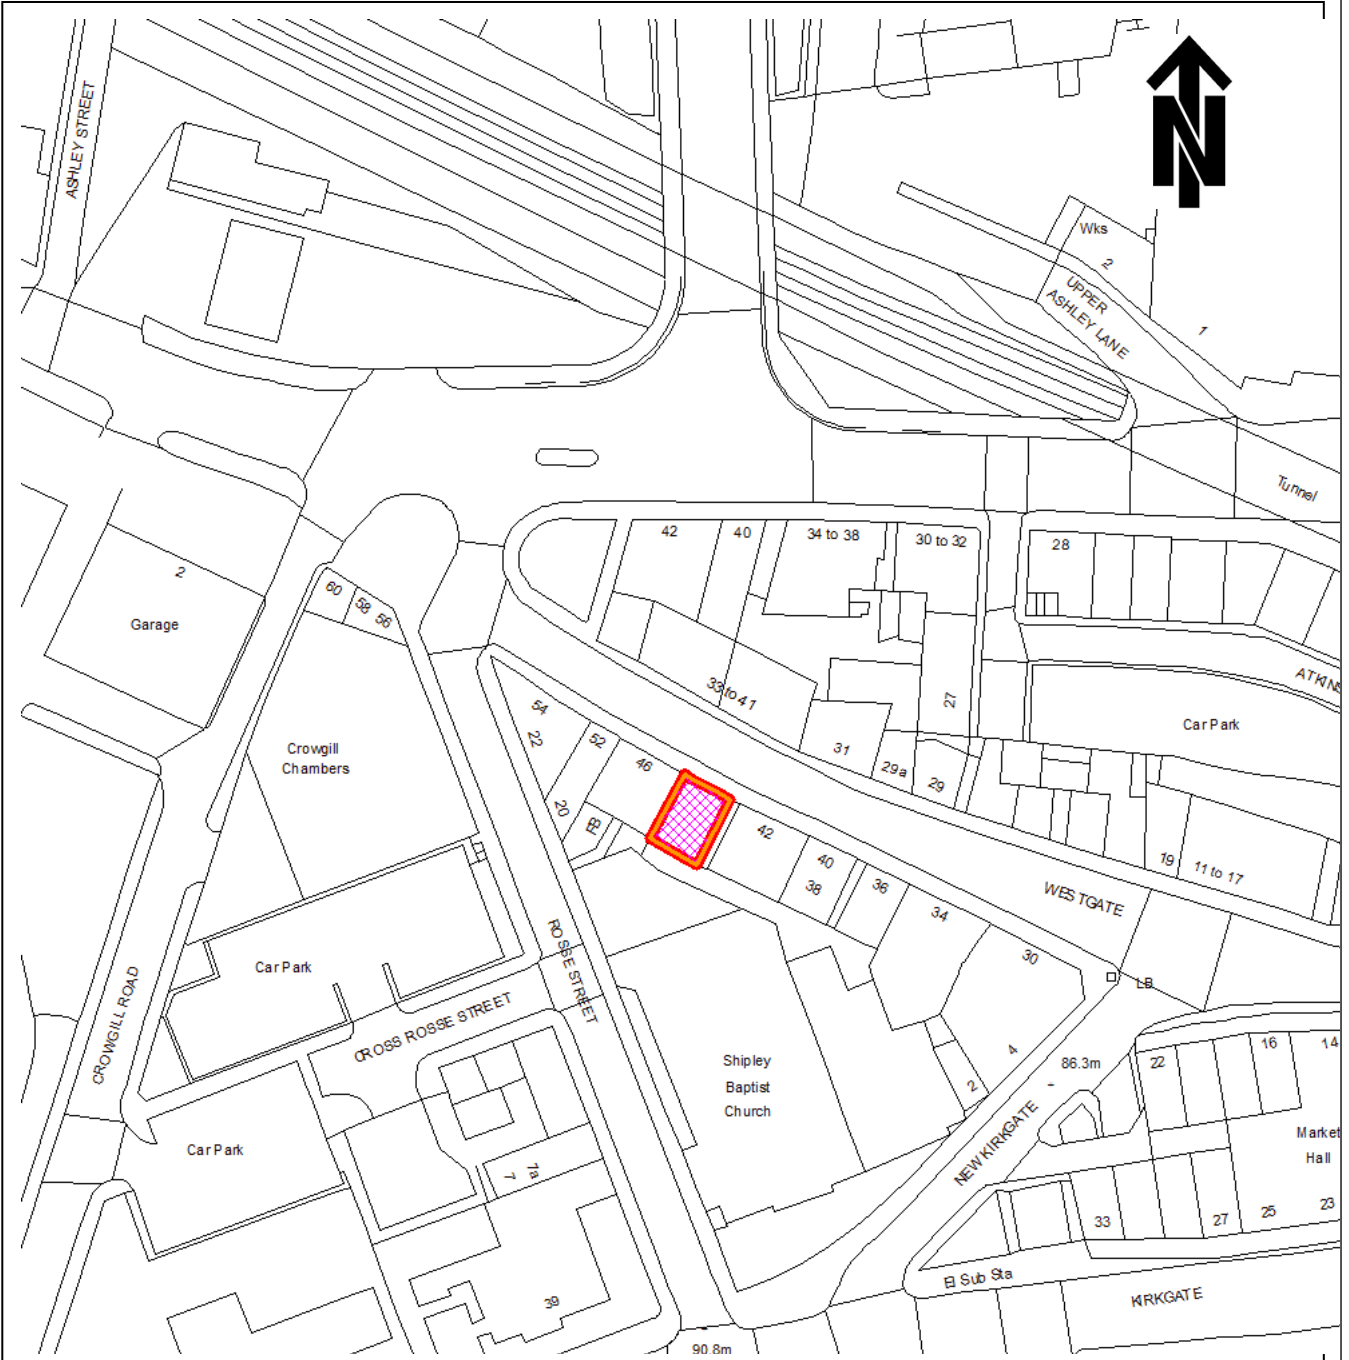 N
ASHLEY STREET
Wks
2
UPPER
ASHLEY LANE
1
Tunnel
42
40
34 to 38
30 to 32
28
2
Garage
60
58
56
33 to 41
27
ATKINS
Car Park
54
22
52
46
31
29a
29
Crowgill
Chambers
20
42
40
38
36
34
30
19
11 to 17
WESTGATE
LB
Car Park
ROSSE STREET
CROWGILL ROAD
CROSS ROSSE STREET
Shipley
Baptist
Church
4
2
86.3m
22
16
14
NEW KIRKGATE
Market
Hall
Car Park
7
7a
33
27
25
23
El Sub Sta
KIRKGATE
39
90.8m